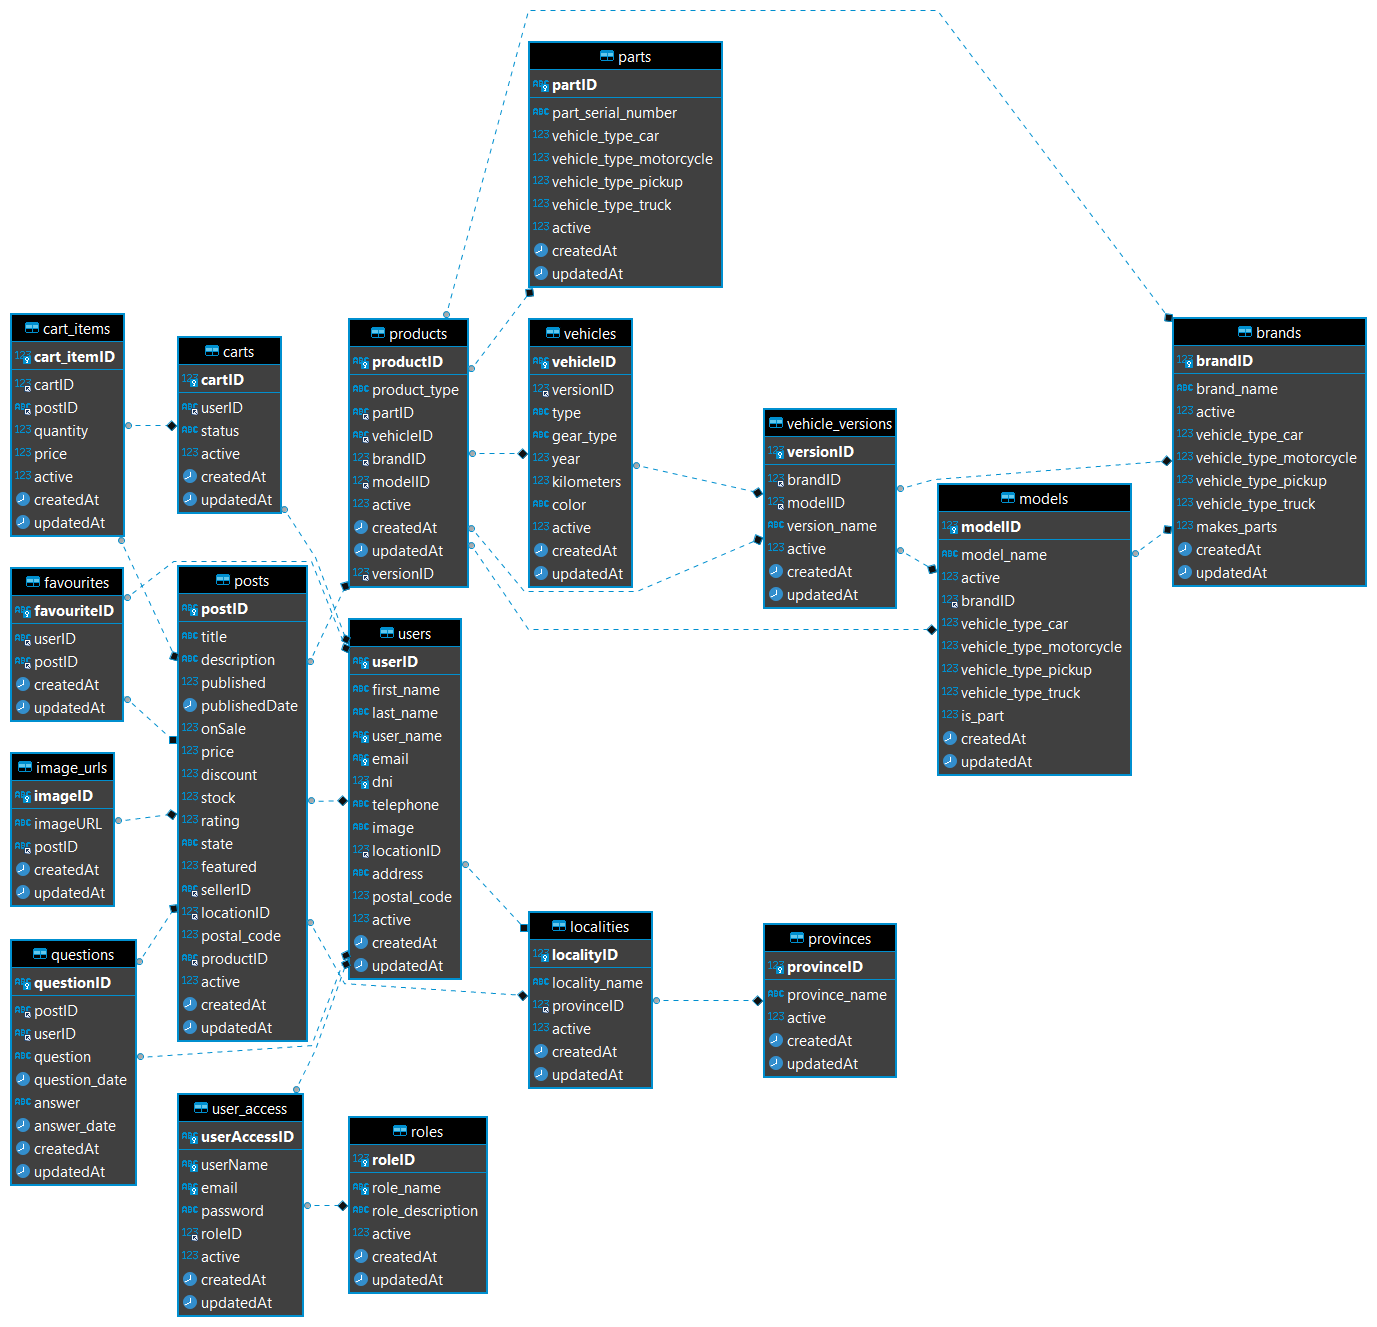 parts
partID
part_serial_number
vehicle_type_car
vehicle_type_motorcycle
vehicle_type_pickup
vehicle_type_truck
active
createdAt
updatedAt
cart_items
cart_itemID
cartID
postID
quantity
price
active
createdAt
updatedAt
carts
cartID
userID
status
active
createdAt
updatedAt
products
productID
product_type
partID
vehicleID
brandID
modelID
active
createdAt
updatedAt
versionID
vehicles
vehicleID
versionID
type
gear_type
year
kilometers
color
active
createdAt
updatedAt
vehicle_versions
versionID
brandID
modelID
version_name
active
createdAt
updatedAt
brands
brandID
brand_name
active
vehicle_type_car
vehicle_type_motorcycle
vehicle_type_pickup
vehicle_type_truck
makes_parts
createdAt
updatedAt
models
modelID
model_name
active
brandID
vehicle_type_car
vehicle_type_motorcycle
vehicle_type_pickup
vehicle_type_truck
is_part
createdAt
updatedAt
favourites
favouriteID
userID
postID
createdAt
updatedAt
posts
postID
title
description
published
publishedDate
onSale
price
discount
stock
rating
state
featured
sellerID
locationID
postal_code
productID
active
createdAt
updatedAt
users
userID
first_name
last_name
user_name
email
dni
telephone
image
locationID
address
postal_code
active
createdAt
updatedAt
image_urls
imageID
imageURL
postID
createdAt
updatedAt
questions
questionID
postID
userID
question
question_date
answer
answer_date
createdAt
updatedAt
localities
localityID
locality_name
provinceID
active
createdAt
updatedAt
provinces
provinceID
province_name
active
createdAt
updatedAt
user_access
userAccessID
userName
email
password
roleID
active
createdAt
updatedAt
roles
roleID
role_name
role_description
active
createdAt
updatedAt